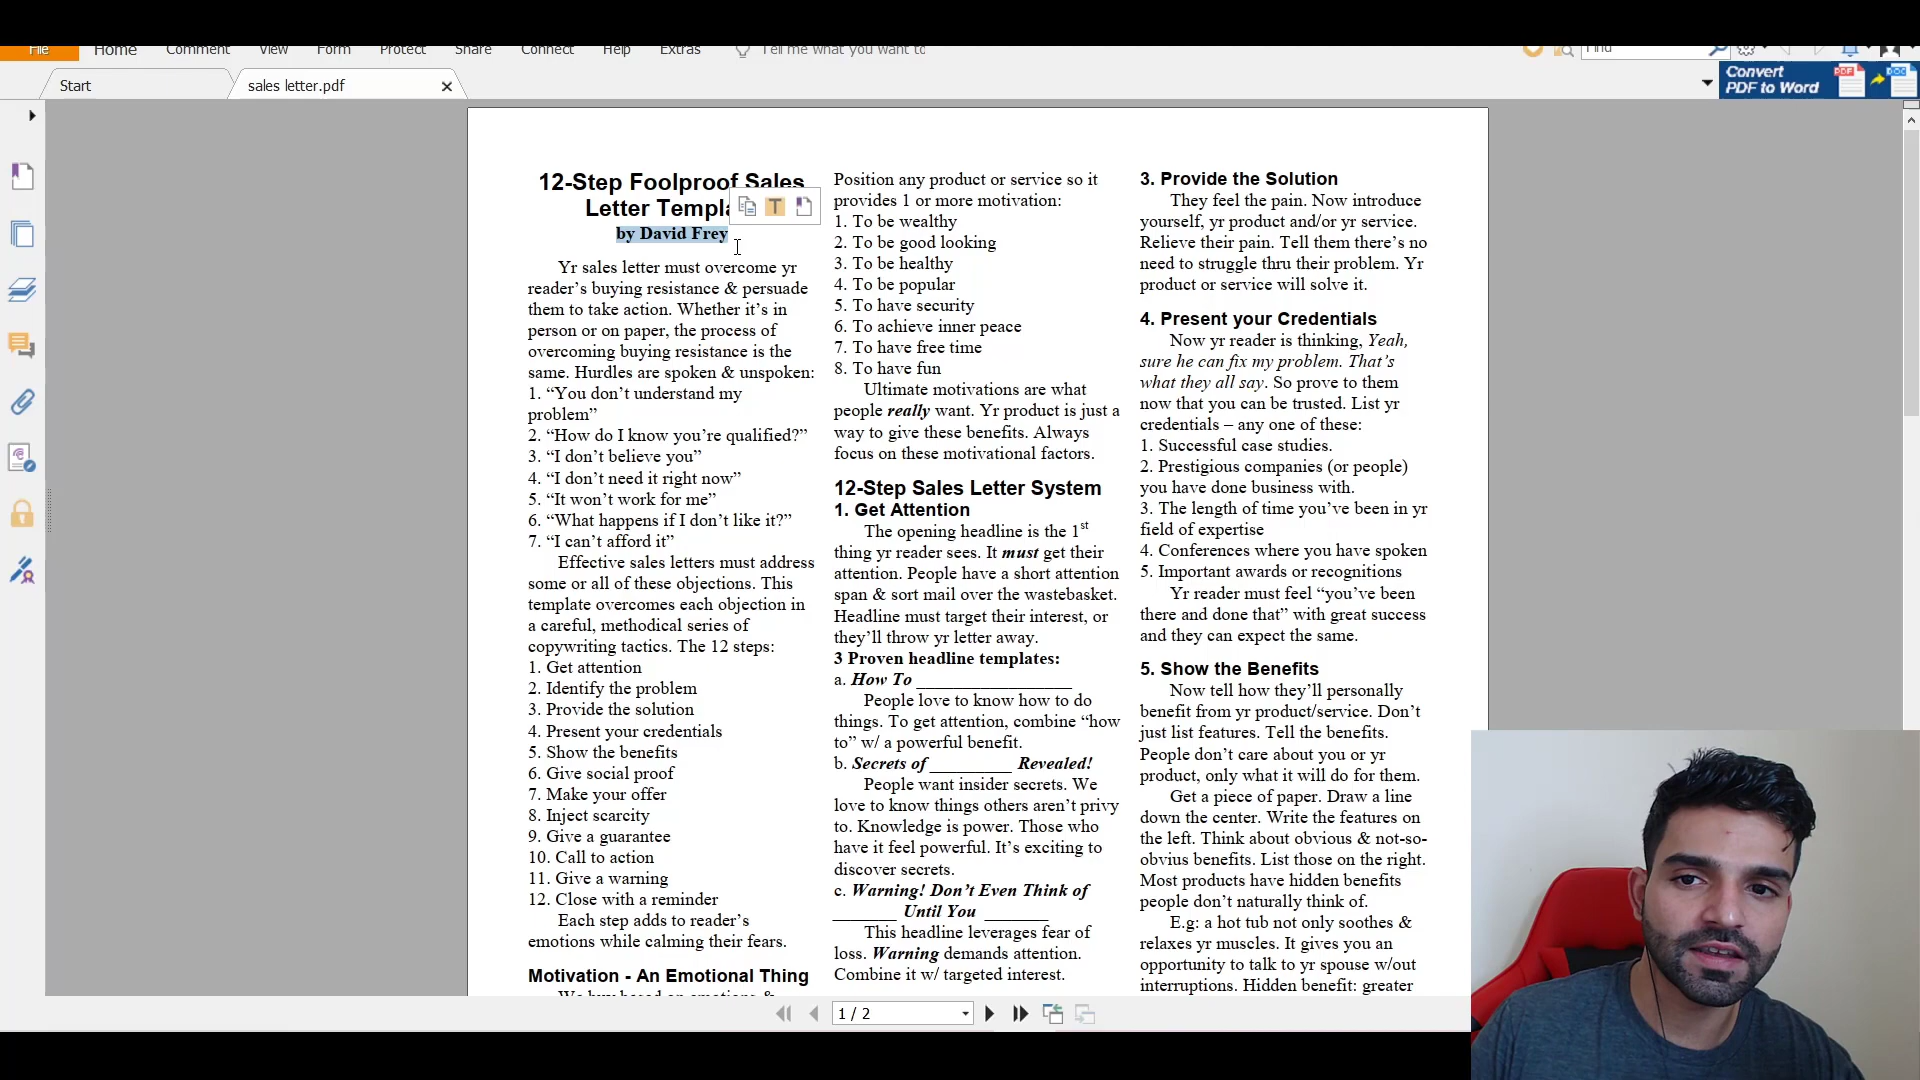 File Home Comment View Form Protect Share Connect Help Extras Tell me what you want to Find
Start sales letter.pdf
Convert
PDF to Word
PDF DOC
12-Step Foolproof Sales
Letter Templa
by David Frey
Yr sales letter must overcome yr
reader’s buying resistance & persuade
them to take action. Whether it’s in
person or on paper, the process of
overcoming buying resistance is the
same. Hurdles are spoken & unspoken:
1. “You don’t understand my
problem”
2. “How do I know you’re qualified?”
3. “I don’t believe you”
4. “I don’t need it right now”
5. “It won’t work for me”
6. “What happens if I don’t like it?”
7. “I can’t afford it”
Effective sales letters must address
some or all of these objections. This
template overcomes each objection in
a careful, methodical series of
copywriting tactics. The 12 steps:
1. Get attention
2. Identify the problem
3. Provide the solution
4. Present your credentials
5. Show the benefits
6. Give social proof
7. Make your offer
8. Inject scarcity
9. Give a guarantee
10. Call to action
11. Give a warning
12. Close with a reminder
Each step adds to reader’s
emotions while calming their fears.
Motivation - An Emotional Thing
We buy based on emotions &
Position any product or service so it
provides 1 or more motivation:
1. To be wealthy
2. To be good looking
3. To be healthy
4. To be popular
5. To have security
6. To achieve inner peace
7. To have free time
8. To have fun
Ultimate motivations are what
people really want. Yr product is just a
way to give these benefits. Always
focus on these motivational factors.
12-Step Sales Letter System
1. Get Attention
The opening headline is the 1st
thing yr reader sees. It must get their
attention. People have a short attention
span & sort mail over the wastebasket.
Headline must target their interest, or
they’ll throw yr letter away.
3 Proven headline templates:
a. How To _________________
People love to know how to do
things. To get attention, combine “how
to” w/ a powerful benefit.
b. Secrets of _________ Revealed!
People want insider secrets. We
love to know things others aren’t privy
to. Knowledge is power. Those who
have it feel powerful. It’s exciting to
discover secrets.
c. Warning! Don’t Even Think of
_______ Until You _______
This headline leverages fear of
loss. Warning demands attention.
Combine it w/ targeted interest.
3. Provide the Solution
They feel the pain. Now introduce
yourself, yr product and/or yr service.
Relieve their pain. Tell them there’s no
need to struggle thru their problem. Yr
product or service will solve it.
4. Present your Credentials
Now yr reader is thinking, Yeah,
sure he can fix my problem. That’s
what they all say. So prove to them
now that you can be trusted. List yr
credentials – any one of these:
1. Successful case studies.
2. Prestigious companies (or people)
you have done business with.
3. The length of time you’ve been in yr
field of expertise
4. Conferences where you have spoken
5. Important awards or recognitions
Yr reader must feel “you’ve been
there and done that” with great success
and they can expect the same.
5. Show the Benefits
Now tell how they’ll personally
benefit from yr product/service. Don’t
just list features. Tell the benefits.
People don’t care about you or yr
product, only what it will do for them.
Get a piece of paper. Draw a line
down the center. Write the features on
the left. Think about obvious & not-so-
obvius benefits. List those on the right.
Most products have hidden benefits
people don’t naturally think of.
E.g: a hot tub not only soothes &
relaxes yr muscles. It gives you an
opportunity to talk to yr spouse w/out
interruptions. Hidden benefit: greater
1 / 2